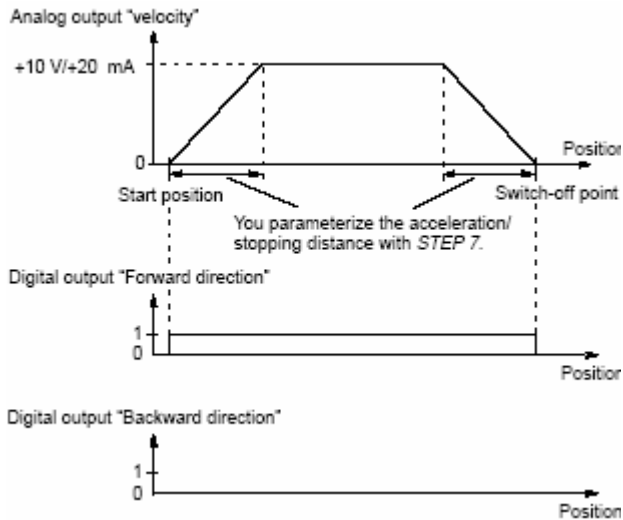 Analog output "velocity"
+10 V/+20 mA
0
Position
Start position
Switch-off point
You parameterize the acceleration/
stopping distance with STEP 7.
Digital output "Forward direction"
1
0
Position
Digital output "Backward direction"
1
0
Position